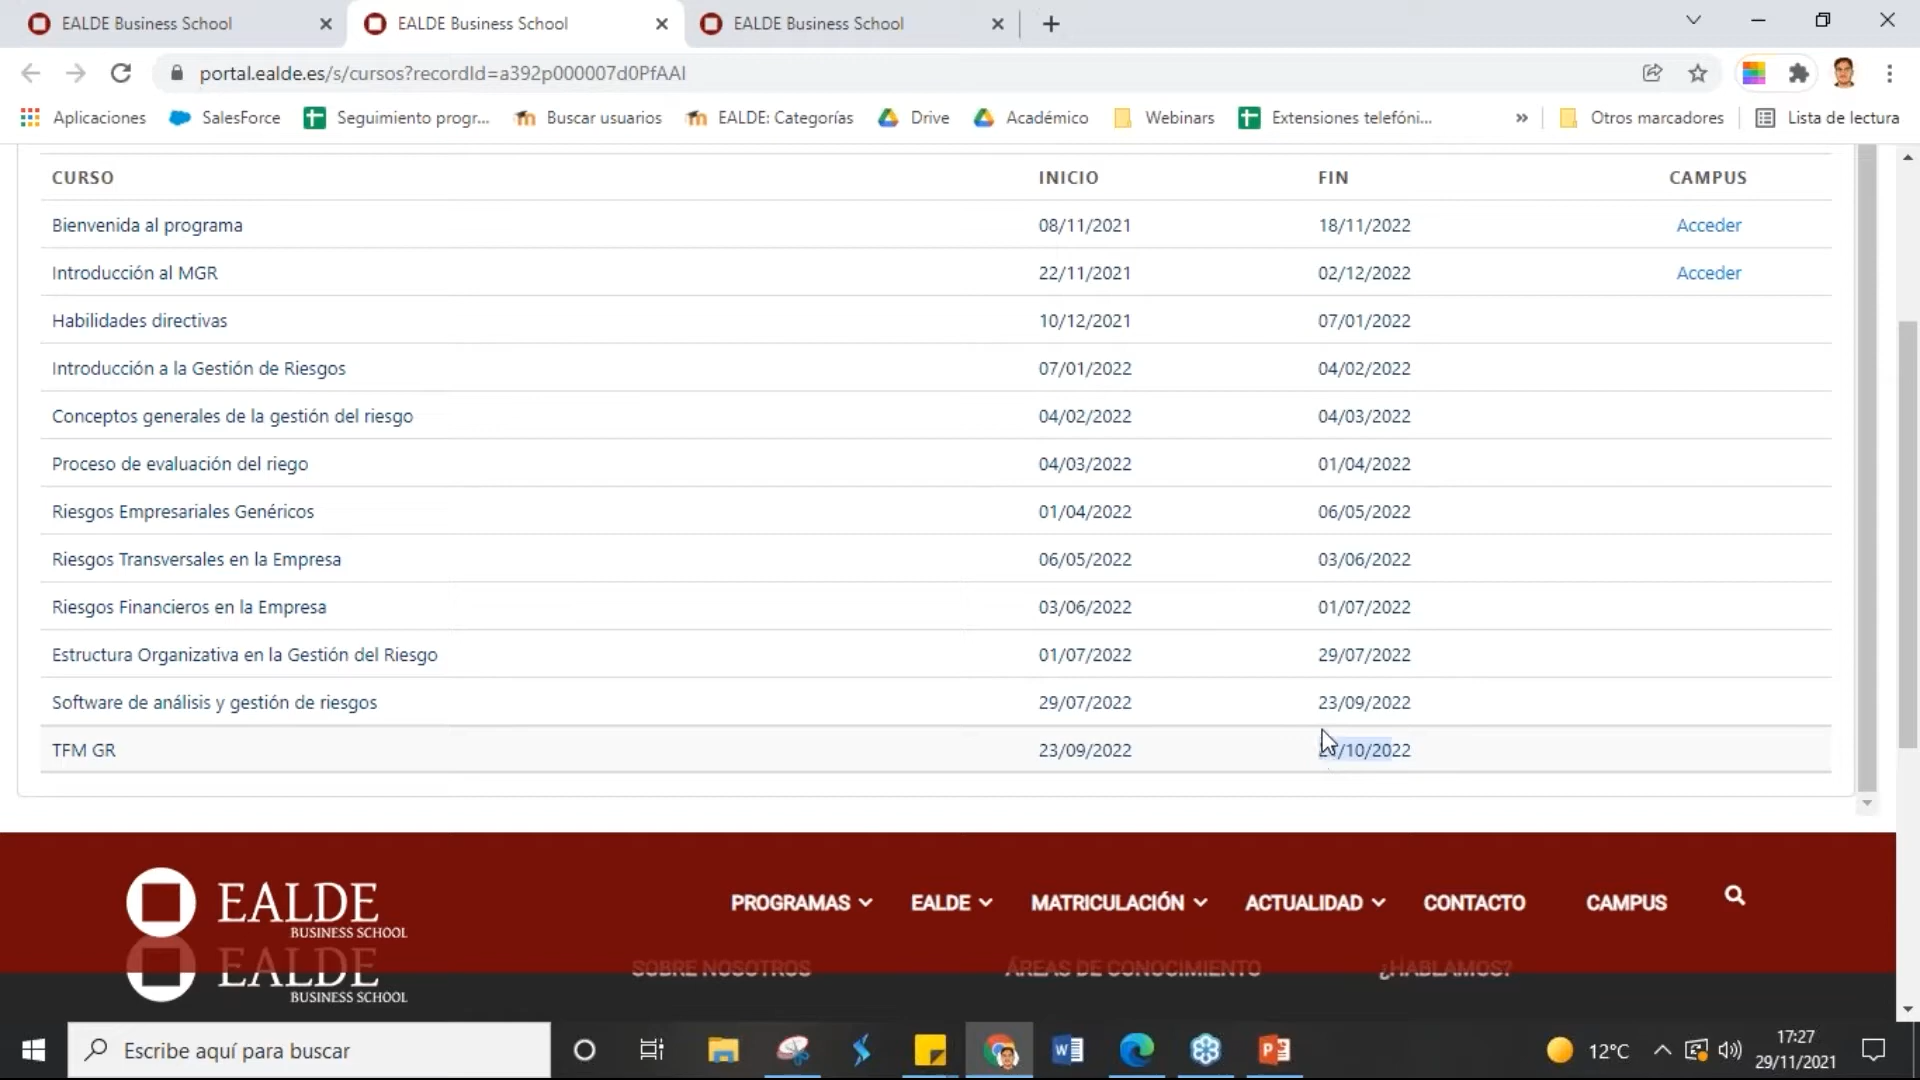 EALDE Business School EALDE Business School EALDE Business School
portal.ealde.es/s/cursos?recordId=a392p000007d0PfAAI
Aplicaciones SalesForce Seguimiento progr... Buscar usuarios EALDE: Categorías Drive Académico Webinars Extensiones telefóni... » Otros marcadores Lista de lectura
CURSO INICIO FIN CAMPUS
Bienvenida al programa 08/11/2021 18/11/2022 Acceder
Introducción al MGR 22/11/2021 02/12/2022 Acceder
Habilidades directivas 10/12/2021 07/01/2022
Introducción a la Gestión de Riesgos 07/01/2022 04/02/2022
Conceptos generales de la gestión del riesgo 04/02/2022 04/03/2022
Proceso de evaluación del riego 04/03/2022 01/04/2022
Riesgos Empresariales Genéricos 01/04/2022 06/05/2022
Riesgos Transversales en la Empresa 06/05/2022 03/06/2022
Riesgos Financieros en la Empresa 03/06/2022 01/07/2022
Estructura Organizativa en la Gestión del Riesgo 01/07/2022 29/07/2022
Software de análisis y gestión de riesgos 29/07/2022 23/09/2022
TFM GR 23/09/2022
EALDE BUSINESS SCHOOL PROGRAMAS EALDE MATRICULACIÓN ACTUALIDAD CONTACTO CAMPUS
EALDE BUSINESS SCHOOL SOBRE NOSOTROS ÁREAS DE CONOCIMIENTO ¿HABLAMOS?
Escribe aquí para buscar 12°C 17:27
29/11/2021